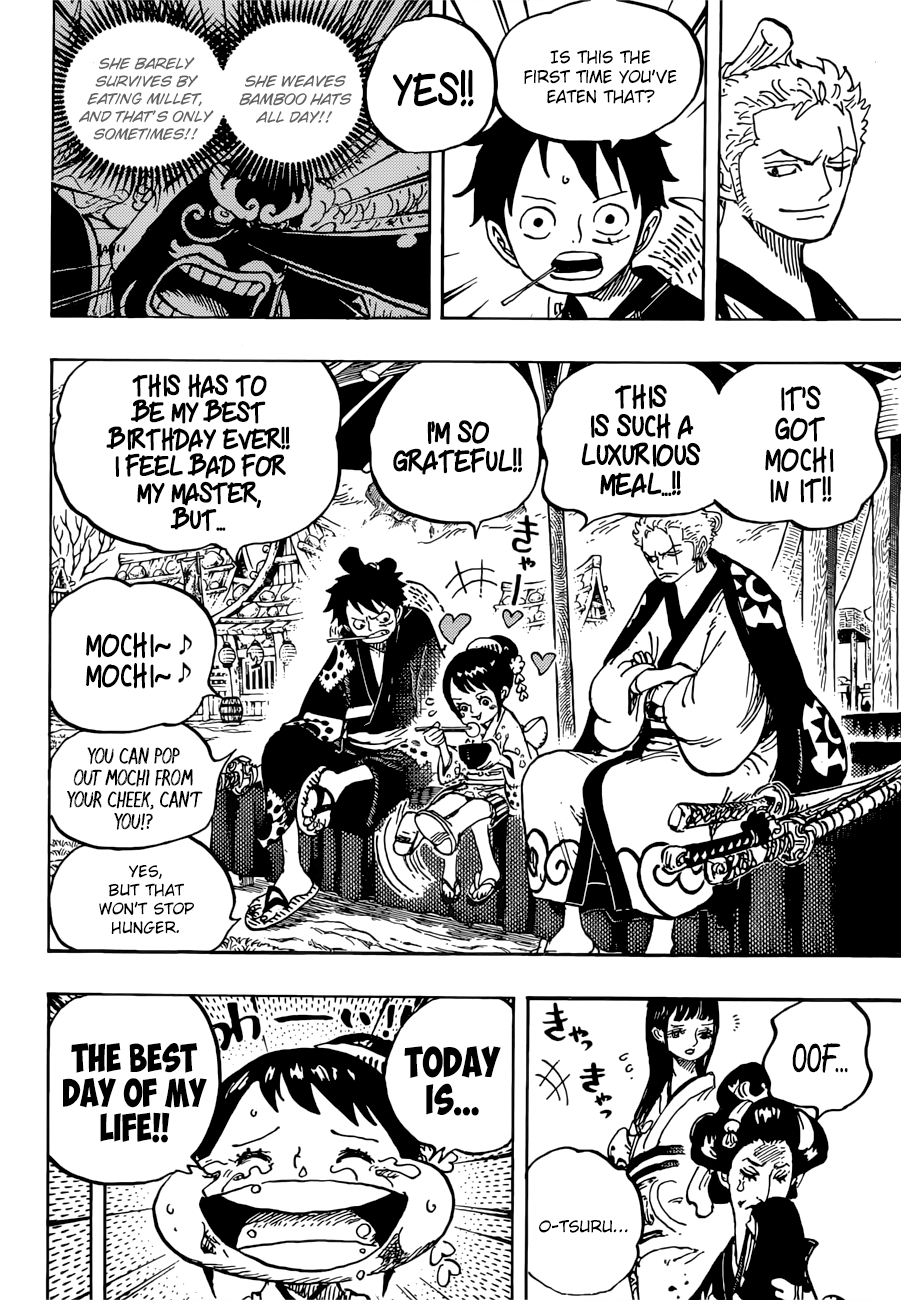 IS THIS THE
FIRST TIME YOU'VE
EATEN THAT?
YES!!
SHE WEAVES
BAMBOO HATS
ALL DAY!!
SHE BARELY
SURVIVES BY
EATING MILLET,
AND THAT'S ONLY
SOMETIMES!!
IT'S
GOT
MOCHI
IN IT!!
THIS
IS SUCH A
LUXURIOUS
MEAL...!!
I'M SO
GRATEFUL!!
きゃー
THIS HAS TO
BE MY BEST
BIRTHDAY EVER!!
I FEEL BAD FOR
MY MASTER,
BUT...
MOCHI~♪
MOCHI~♪
YOU CAN POP
OUT MOCHI FROM
YOUR CHEEK, CAN'T
YOU!?
YES,
BUT THAT
WON'T STOP
HUNGER.
OOF...
きゃっ
きゃっ
O-TSURU...
TODAY
IS...
THE BEST
DAY OF MY
LIFE!!